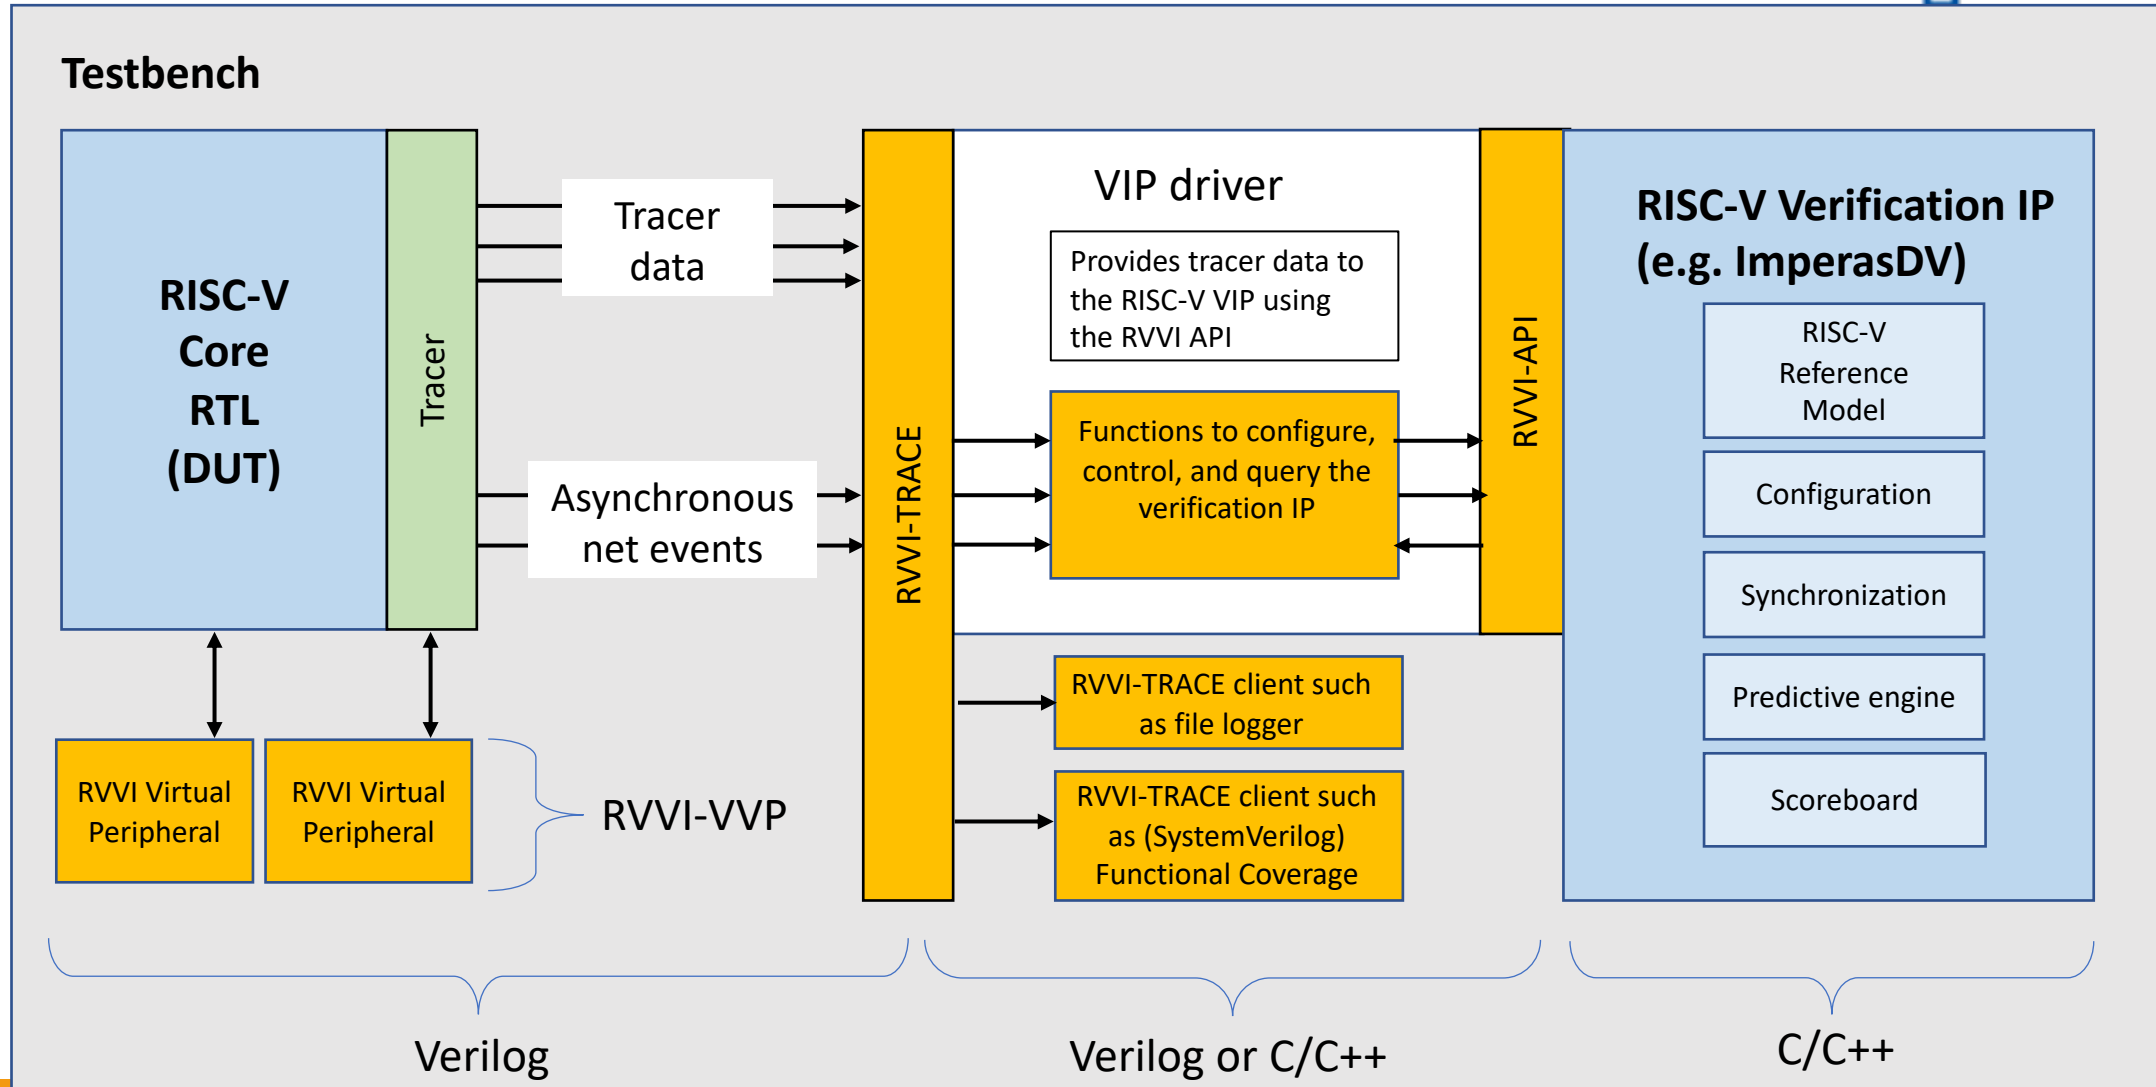 Testbench
RISC-V
Core
RTL
(DUT)
Tracer
Tracer
data
Asynchronous
net events
RVVI-TRACE
VIP driver
Provides tracer data to
the RISC-V VIP using
the RVVI API
Functions to configure,
control, and query the
verification IP
RVVI-API
RISC-V Verification IP
(e.g. ImperasDV)
RISC-V
Reference
Model
Configuration
Synchronization
Predictive engine
Scoreboard
RVVI-TRACE client such
as file logger
RVVI-TRACE client such
as (SystemVerilog)
Functional Coverage
RVVI Virtual
Peripheral
RVVI Virtual
Peripheral
RVVI-VVP
Verilog
Verilog or C/C++
C/C++